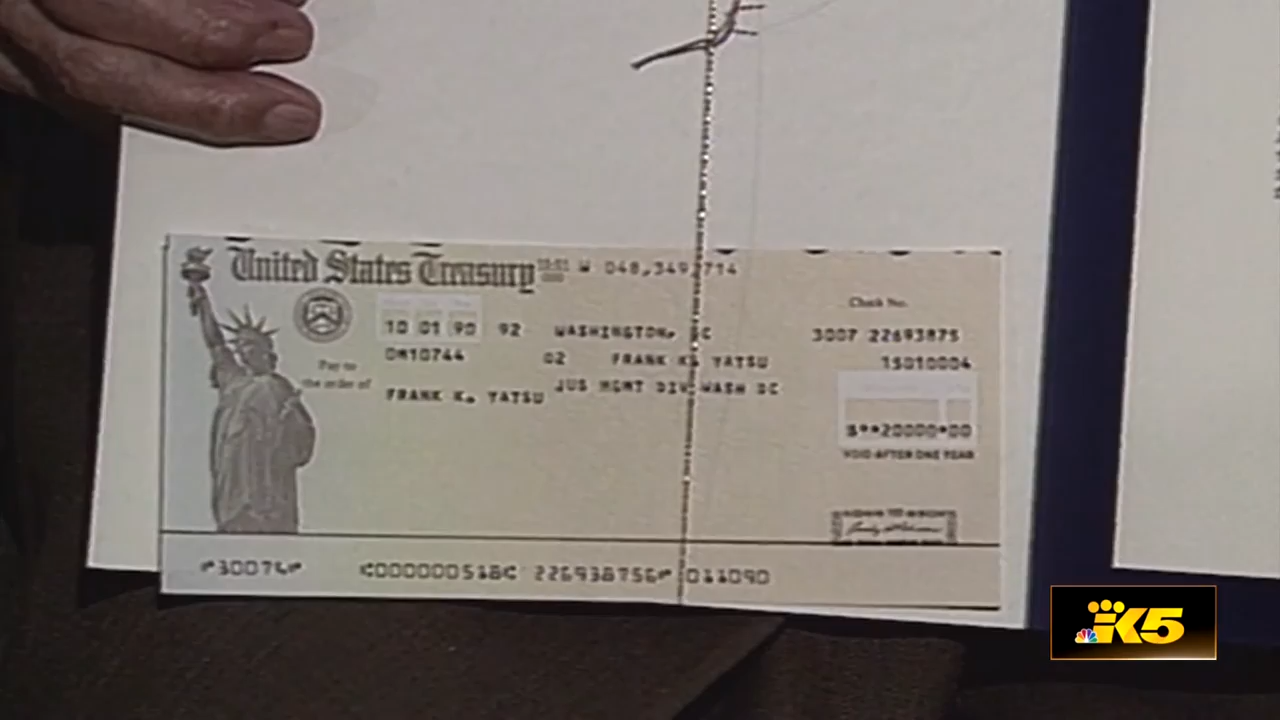 United States Treasury 048,349,714
Check No.
10 01 90 92 WASHINGTON, DC 3007 22693875
02 FRANK K. YATSU 15010004
Pay to
the order of
FRANK K. YATSU JUS MGMT DIV WASH DC
$**20000*00
VOID AFTER ONE YEAR
226938756 011090
K5